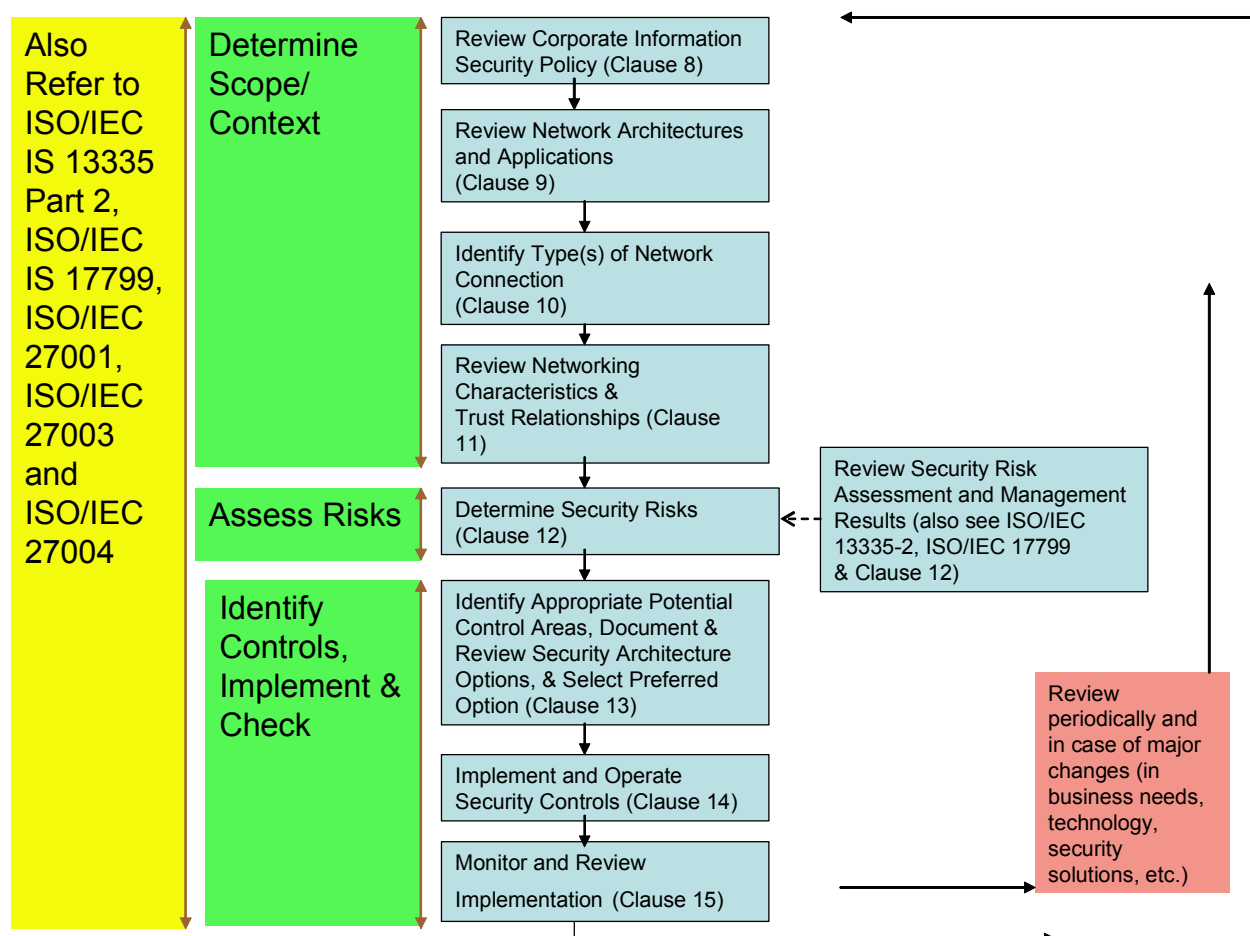 Also
Refer to
ISO/IEC
IS 13335
Part 2,
ISO/IEC
IS 17799,
ISO/IEC
27001,
ISO/IEC
27003
and
ISO/IEC
27004
Determine
Scope/
Context
Assess Risks
Identify
Controls,
Implement &
Check
Review Corporate Information
Security Policy (Clause 8)
Review Network Architectures
and Applications
(Clause 9)
Identify Type(s) of Network
Connection
(Clause 10)
Review Networking
Characteristics &
Trust Relationships (Clause
11)
Determine Security Risks
(Clause 12)
Review Security Risk
Assessment and Management
Results (also see ISO/IEC
13335-2, ISO/IEC 17799
& Clause 12)
Identify Appropriate Potential
Control Areas, Document &
Review Security Architecture
Options, & Select Preferred
Option (Clause 13)
Implement and Operate
Security Controls (Clause 14)
Monitor and Review
Implementation (Clause 15)
Review
periodically and
in case of major
changes (in
business needs,
technology,
security
solutions, etc.)